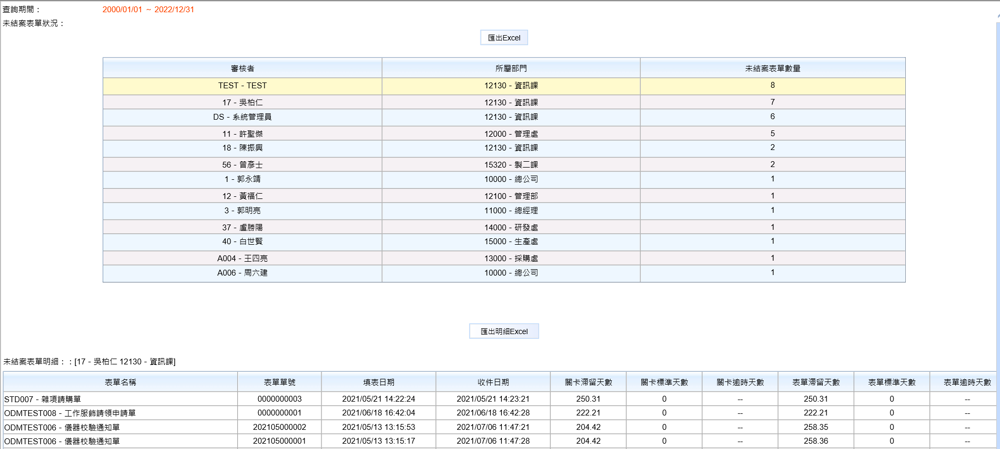 查詢期間： 2000/01/01 ～ 2022/12/31
未結案表單狀況：
匯出Excel
審核者 所屬部門 未結案表單數量
TEST - TEST 12130 - 資訊課 8
17 - 吳柏仁 12130 - 資訊課 7
DS - 系統管理員 12130 - 資訊課 6
11 - 許聖傑 12000 - 管理處 5
18 - 陳振興 12130 - 資訊課 2
56 - 曾彥士 15320 - 製二課 2
1 - 郭永靖 10000 - 總公司 1
12 - 黃福仁 12100 - 管理部 1
3 - 郭明亮 11000 - 總經理 1
37 - 盧勝陽 14000 - 研發處 1
40 - 白世賢 15000 - 生產處 1
A004 - 王四亮 13000 - 採購處 1
A006 - 周六建 10000 - 總公司 1
匯出明細Excel
未結案表單明細：：[17 - 吳柏仁 12130 - 資訊課]
表單名稱 表單單號 填表日期 收件日期 關卡滯留天數 關卡標準天數 關卡逾時天數 表單滯留天數 表單標準天數 表單逾時天數
STD007 - 雜項請購單 0000000003 2021/05/21 14:22:24 2021/05/21 14:23:21 250.31 0 -- 250.31 0 --
ODMTEST008 - 工作服飾請領申請單 0000000001 2021/06/18 16:42:04 2021/06/18 16:42:28 222.21 0 -- 222.21 0 --
ODMTEST006 - 儀器校驗通知單 202105000002 2021/05/13 13:15:53 2021/07/06 11:47:21 204.42 0 -- 258.35 0 --
ODMTEST006 - 儀器校驗通知單 202105000001 2021/05/13 13:15:17 2021/07/06 11:47:28 204.42 0 -- 258.36 0 --